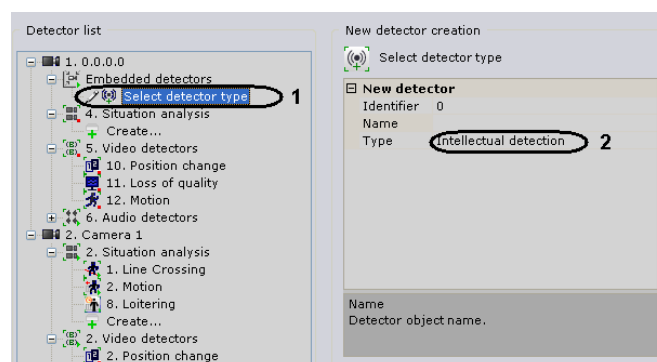 Detector list
1. 0.0.0.0
Embedded detectors
Select detector type
1
4. Situation analysis
Create...
5. Video detectors
10. Position change
11. Loss of quality
12. Motion
6. Audio detectors
2. Camera 1
2. Situation analysis
1. Line Crossing
2. Motion
8. Loitering
Create...
2. Video detectors
2. Position change
New detector creation
Select detector type
New detector
Identifier 0
Name
Type Intellectual detection 2
Name
Detector object name.